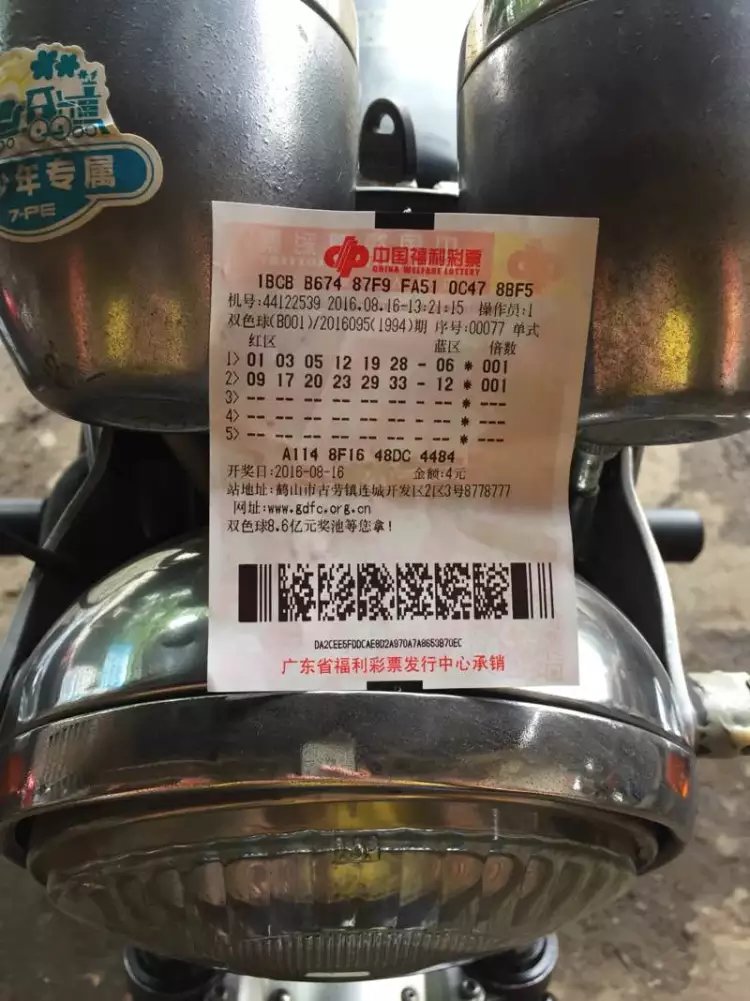 少年专属
7-PE
中国福利彩票
CHINA WELFARE LOTTERY
1BCB B674 87F9 FA51 0C47 8BF5
机号:44122539 2016.08.16-13:21:15 操作员:1
双色球(B001)/2016095(1994)期 序号:00077 单式
红区 蓝区 倍数
1> 01 03 05 12 19 28 - 06 * 001
2> 09 17 20 23 29 33 - 12 * 001
3> -- -- -- -- -- -- - -- * ---
4> -- -- -- -- -- -- - -- * ---
5> -- -- -- -- -- -- - -- * ---
A114 8F16 48DC 4484
开奖日:2016-08-16 金额:4元
站地址:鹤山市古劳镇连城开发区2区3号8778777
网址:www.gdfc.org.cn
双色球8.6亿元奖池等您拿!
DA2CEE5FDDCAE8D2A970A7A8653B70EC
广东省福利彩票发行中心承销